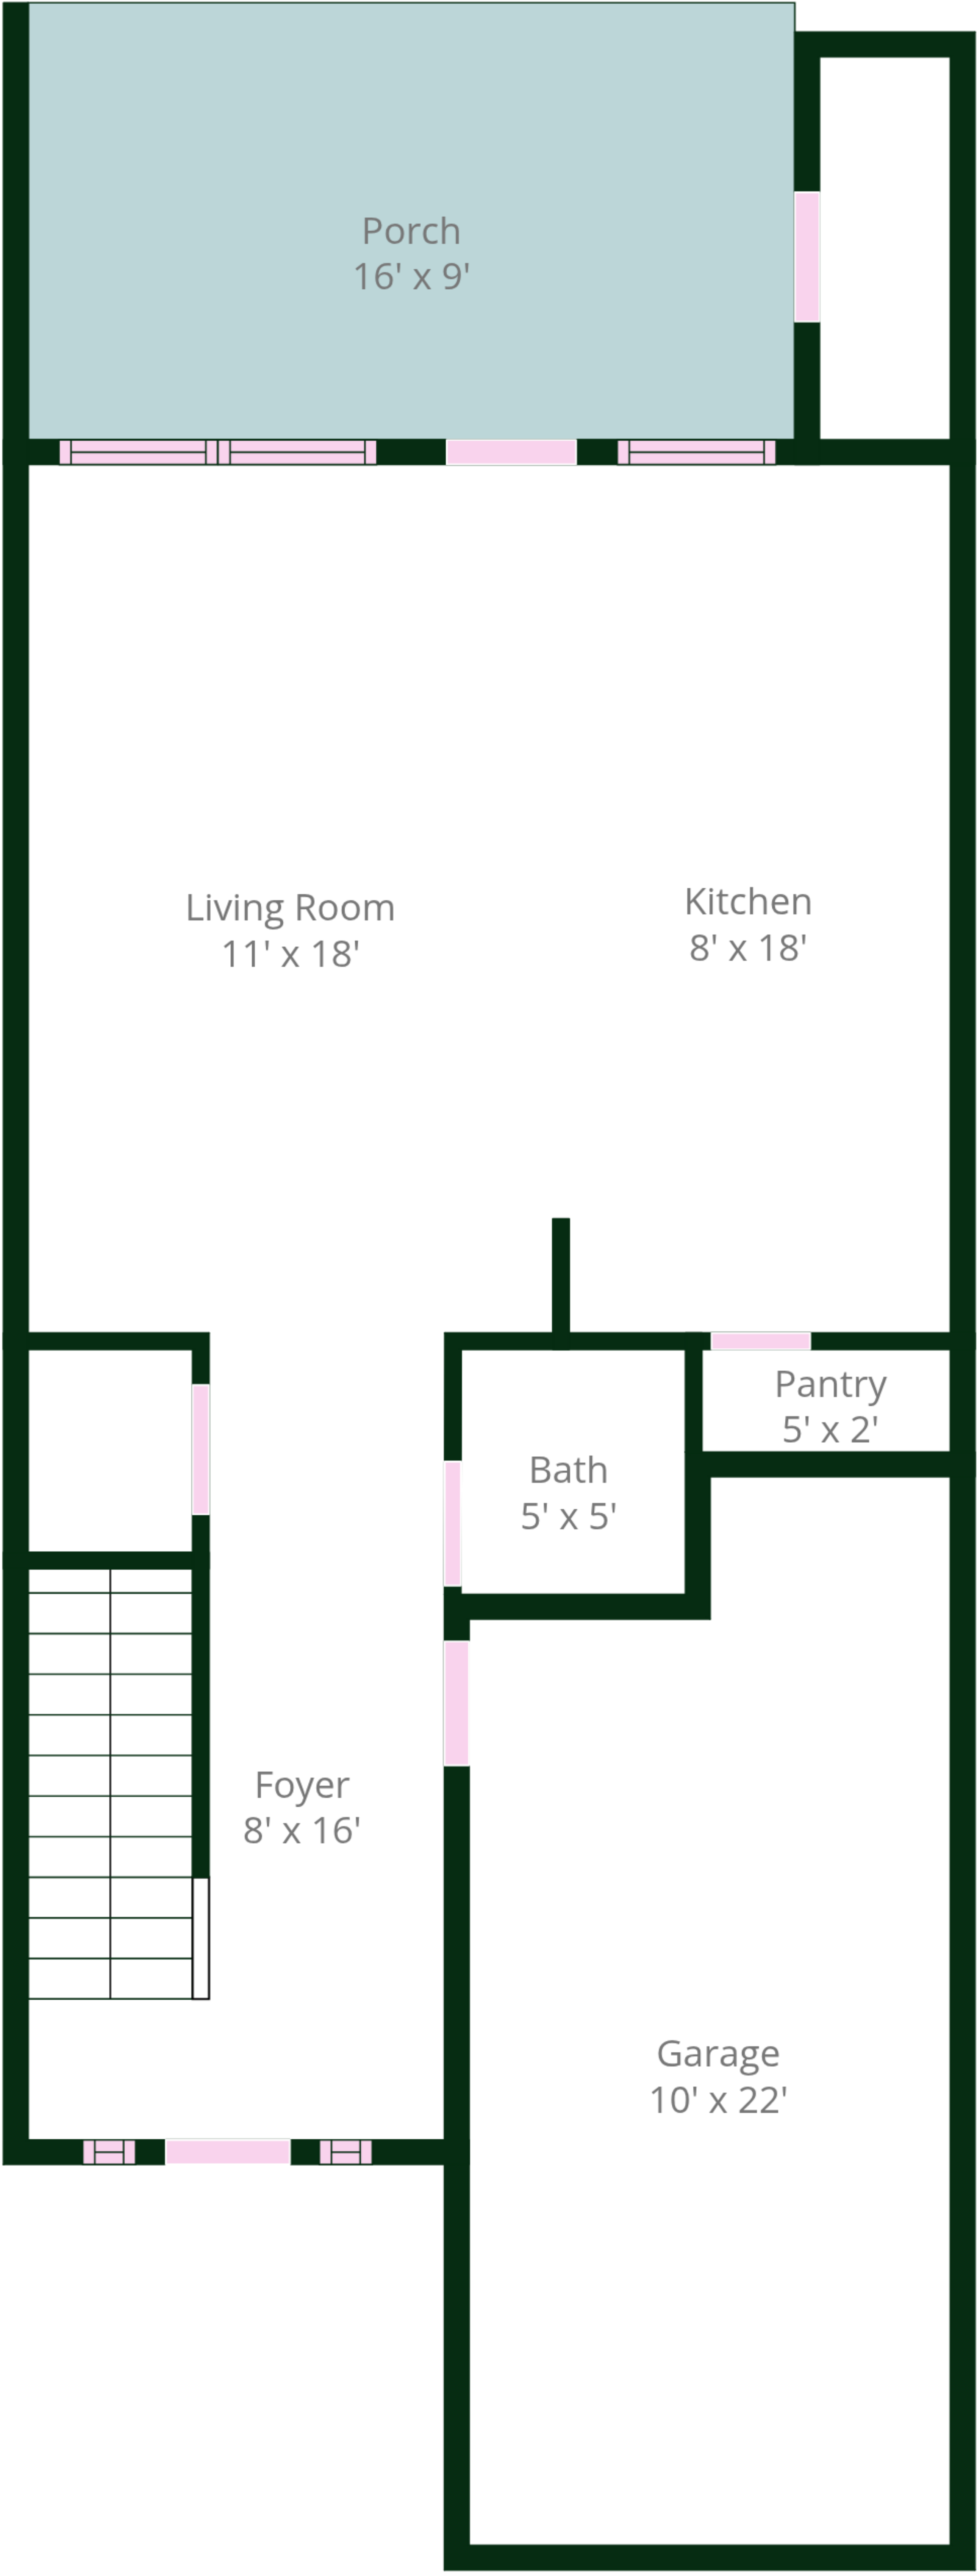 Porch
16' x 9'
Living Room
11' x 18'
Kitchen
8' x 18'
Pantry
5' x 2'
Bath
5' x 5'
Foyer
8' x 16'
Garage
10' x 22'